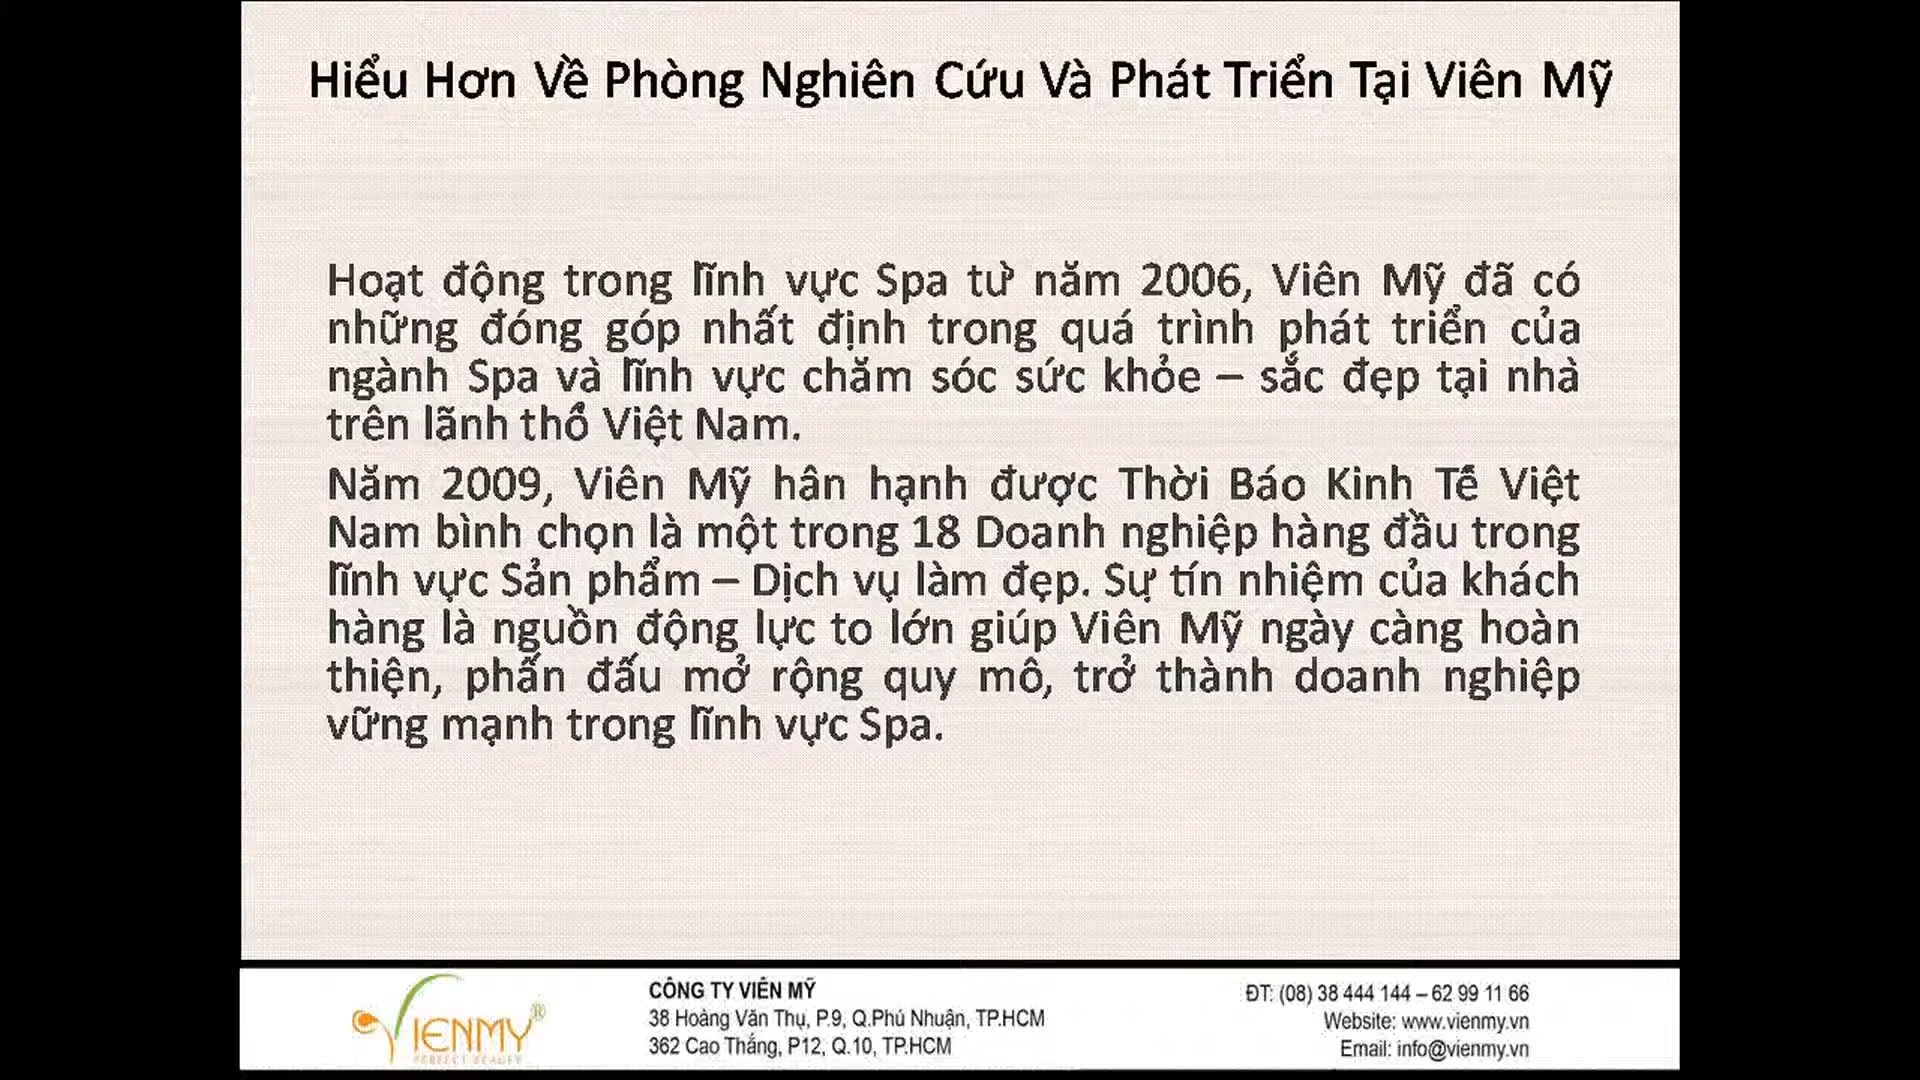 Hiểu Hơn Về Phòng Nghiên Cứu Và Phát Triển Tại Viên Mỹ
Hoạt động trong lĩnh vực Spa từ năm 2006, Viên Mỹ đã có
những đóng góp nhất định trong quá trình phát triển của
ngành Spa và lĩnh vực chăm sóc sức khỏe – sắc đẹp tại nhà
trên lãnh thổ Việt Nam.
Năm 2009, Viên Mỹ hân hạnh được Thời Báo Kinh Tế Việt
Nam bình chọn là một trong 18 Doanh nghiệp hàng đầu trong
lĩnh vực Sản phẩm – Dịch vụ làm đẹp. Sự tín nhiệm của khách
hàng là nguồn động lực to lớn giúp Viên Mỹ ngày càng hoàn
thiện, phấn đấu mở rộng quy mô, trở thành doanh nghiệp
vững mạnh trong lĩnh vực Spa.
VIENMY®
PERFECT BEAUTY
CÔNG TY VIÊN MỸ
38 Hoàng Văn Thụ, P.9, Q.Phú Nhuận, TP.HCM
362 Cao Thắng, P12, Q.10, TP.HCM
ĐT: (08) 38 444 144 – 62 99 11 66
Website: www.vienmy.vn
Email: info@vienmy.vn